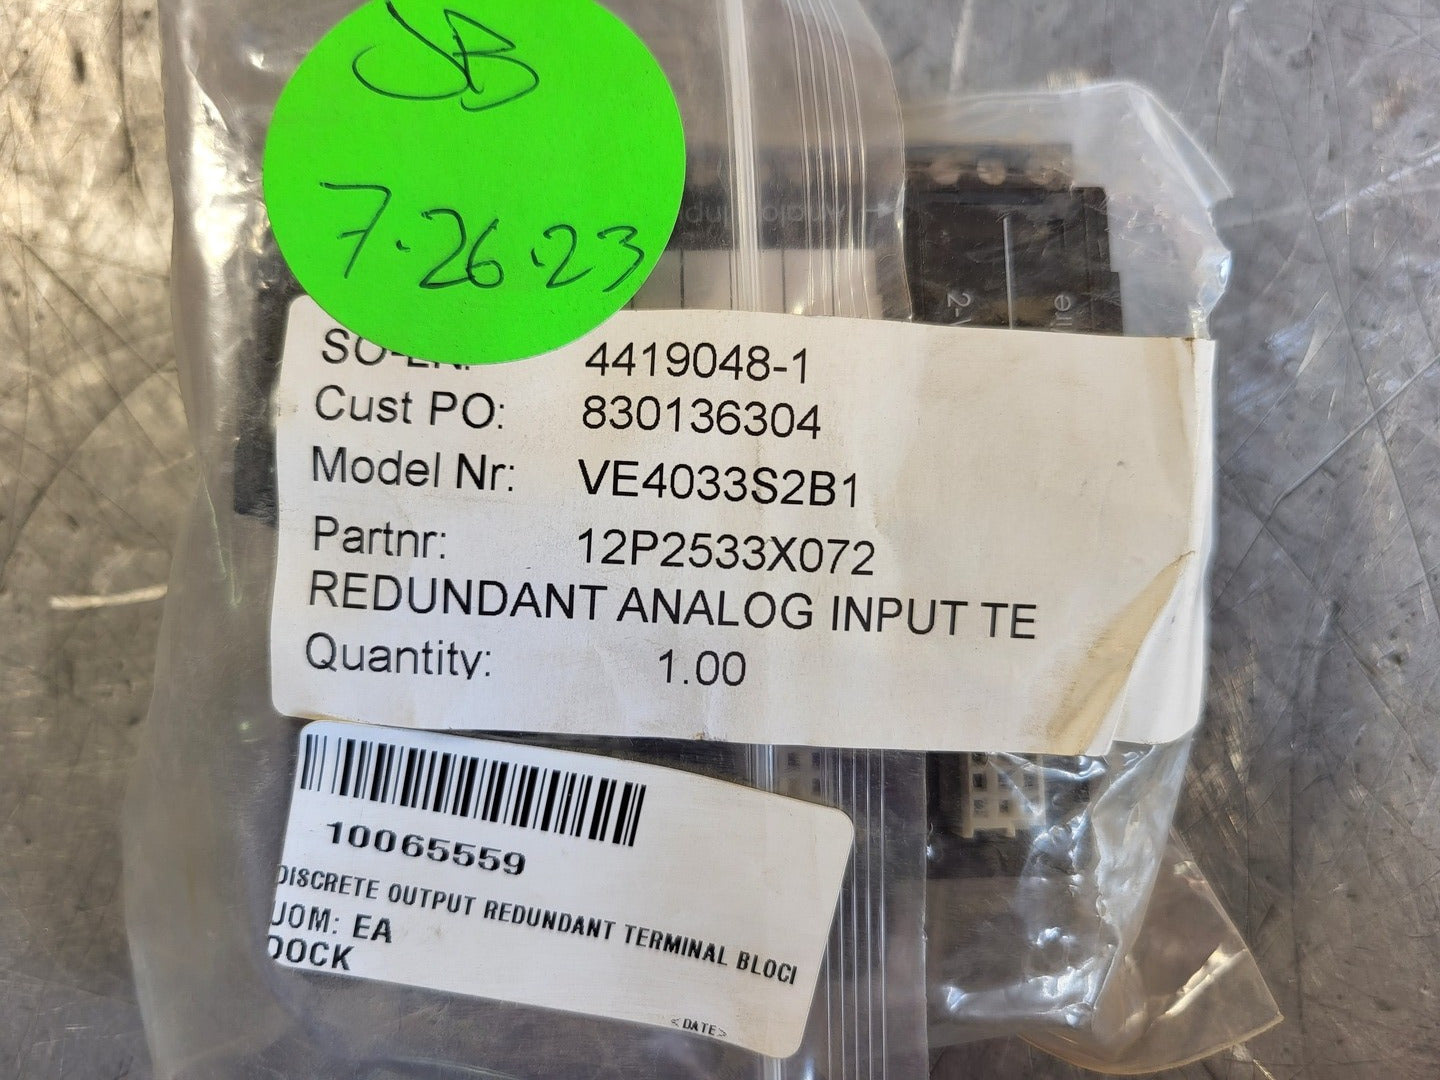 JB
7.26.23
4419048-1
Cust PO: 830136304
Model Nr: VE4033S2B1
Partnr: 12P2533X072
REDUNDANT ANALOG INPUT TE
Quantity: 1.00
10065559
DISCRETE OUTPUT REDUNDANT TERMINAL BLOC
UOM: EA
DOCK
<DATE>